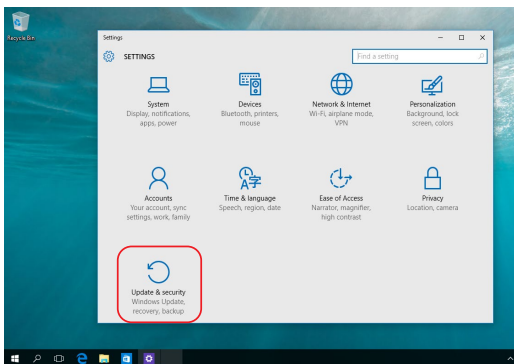 Recycle Bin
Settings
SETTINGS
Find a setting
System
Display, notifications,
apps, power
Devices
Bluetooth, printers,
mouse
Network & Internet
Wi-Fi, airplane mode,
VPN
Personalization
Background, lock
screen, colors
Accounts
Your account, sync
settings, work, family
Time & language
Speech, region, date
Ease of Access
Narrator, magnifier,
high contrast
Privacy
Location, camera
Update & security
Windows Update,
recovery, backup